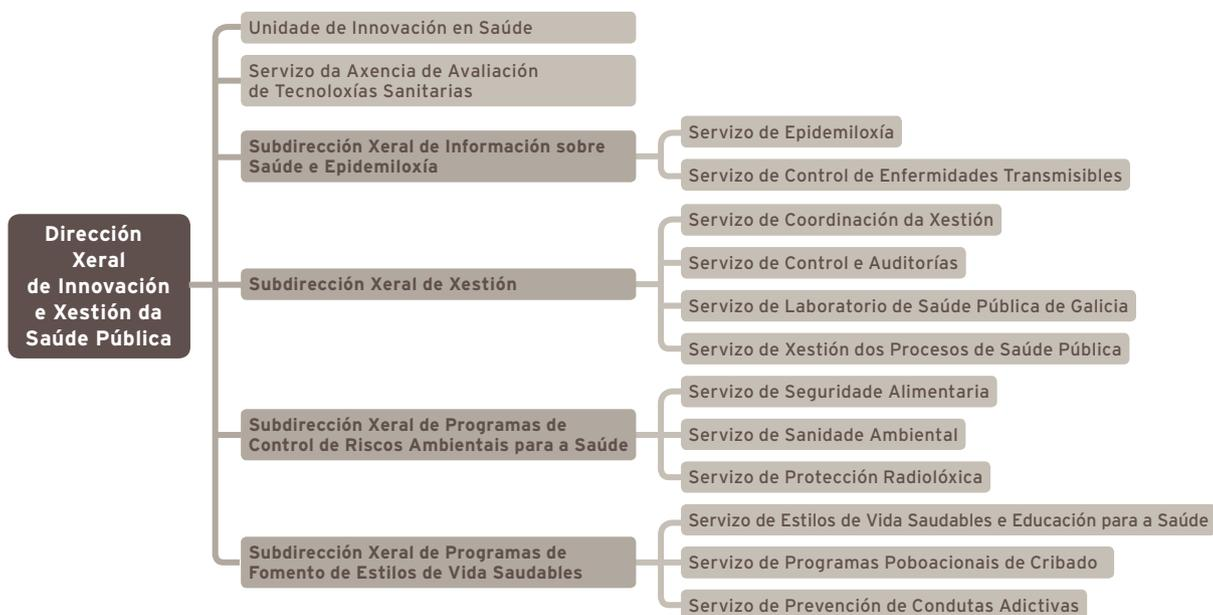 Unidade de Innovación en Saúde
Servizo da Axencia de Avaliación
de Tecnoloxías Sanitarias
Subdirección Xeral de Información sobre
Saúde e Epidemiloxía
Servizo de Epidemiloxía
Servizo de Control de Enfermidades Transmisibles
Dirección
Xeral
de Innovación
e Xestión da
Saúde Pública
Subdirección Xeral de Xestión
Servizo de Coordinación da Xestión
Servizo de Control e Auditorías
Servizo de Laboratorio de Saúde Pública de Galicia
Servizo de Xestión dos Procesos de Saúde Pública
Subdirección Xeral de Programas de
Control de Riscos Ambientais para a Saúde
Servizo de Seguridade Alimentaria
Servizo de Sanidade Ambiental
Servizo de Protección Radiolóxica
Subdirección Xeral de Programas de
Fomento de Estilos de Vida Saudables
Servizo de Estilos de Vida Saudables e Educación para a Saúde
Servizo de Programas Poboacionais de Cribado
Servizo de Prevención de Condutas Adictivas